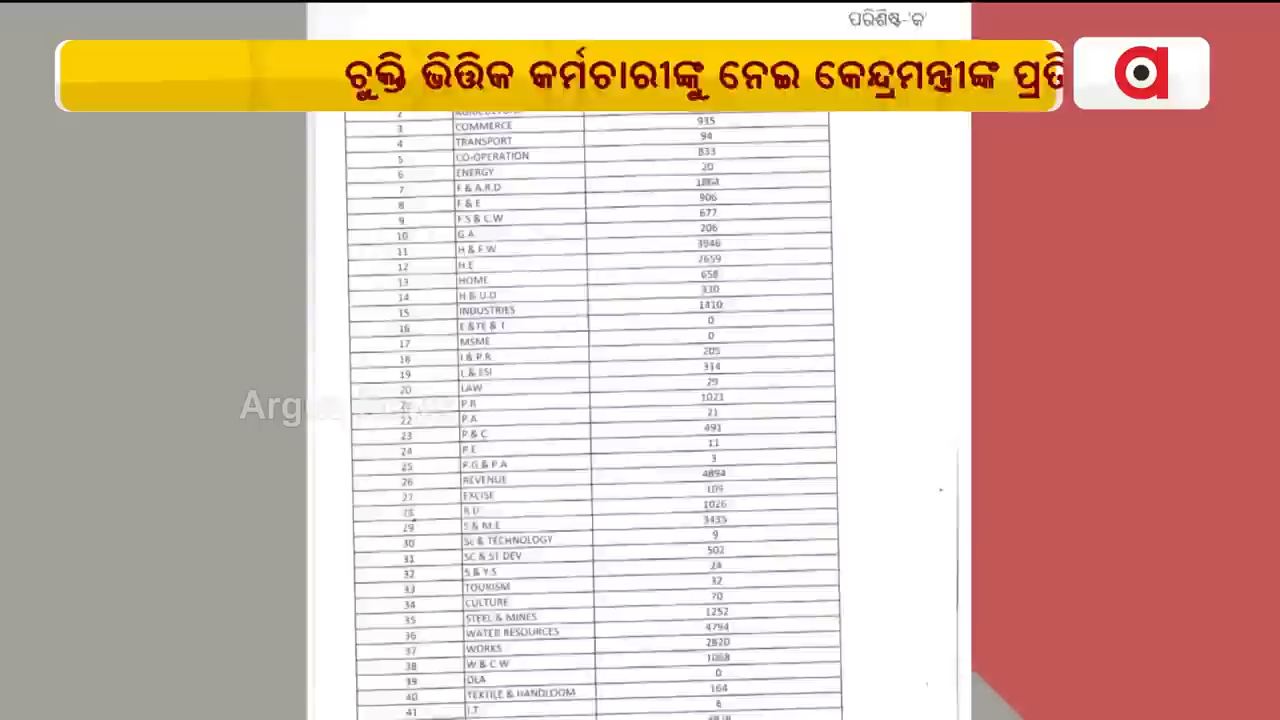 ପରିଶିଷ୍ଟ-'କ'
ଚୁକ୍ତି ଭିତ୍ତିକ କର୍ମଚାରୀଙ୍କୁ ନେଇ କେନ୍ଦ୍ରମନ୍ତ୍ରୀଙ୍କ
a
2
3 COMMERCE 935
4 TRANSPORT 94
5 CO-OPERATION 833
6 ENERGY 20
7 F & A.R.D 1864
8 F & E 906
9 F.S & C.W 677
10 G.A 206
11 H & F.W 3946
12 H.E
13 HOME 658
14 H & U.D 330
15 INDUSTRIES 1410
16 0
17 MSME 0
18 I & P.R 205
19 L & ESI 314
20 LAW 29
P.R 1021
22 P.A 21
23 P & C 491
24 P.E 11
25 P.G & P.A 3
26 REVENUE 4894
27 EXCISE 109
28 R.D 1026
29 S & M.E 3435
30 Sc & TECHNOLOGY 9
31 SC & ST DEV 502
32 S & Y.S 24
33 TOURISM 32
34 CULTURE 70
35 STEEL & MINES 1252
36 WATER RESOURCES 4794
37 WORKS 2820
38 W & C.W 1068
39 OLA 0
40 TEXTILE & HANDLOOM 164
41 I.T 6